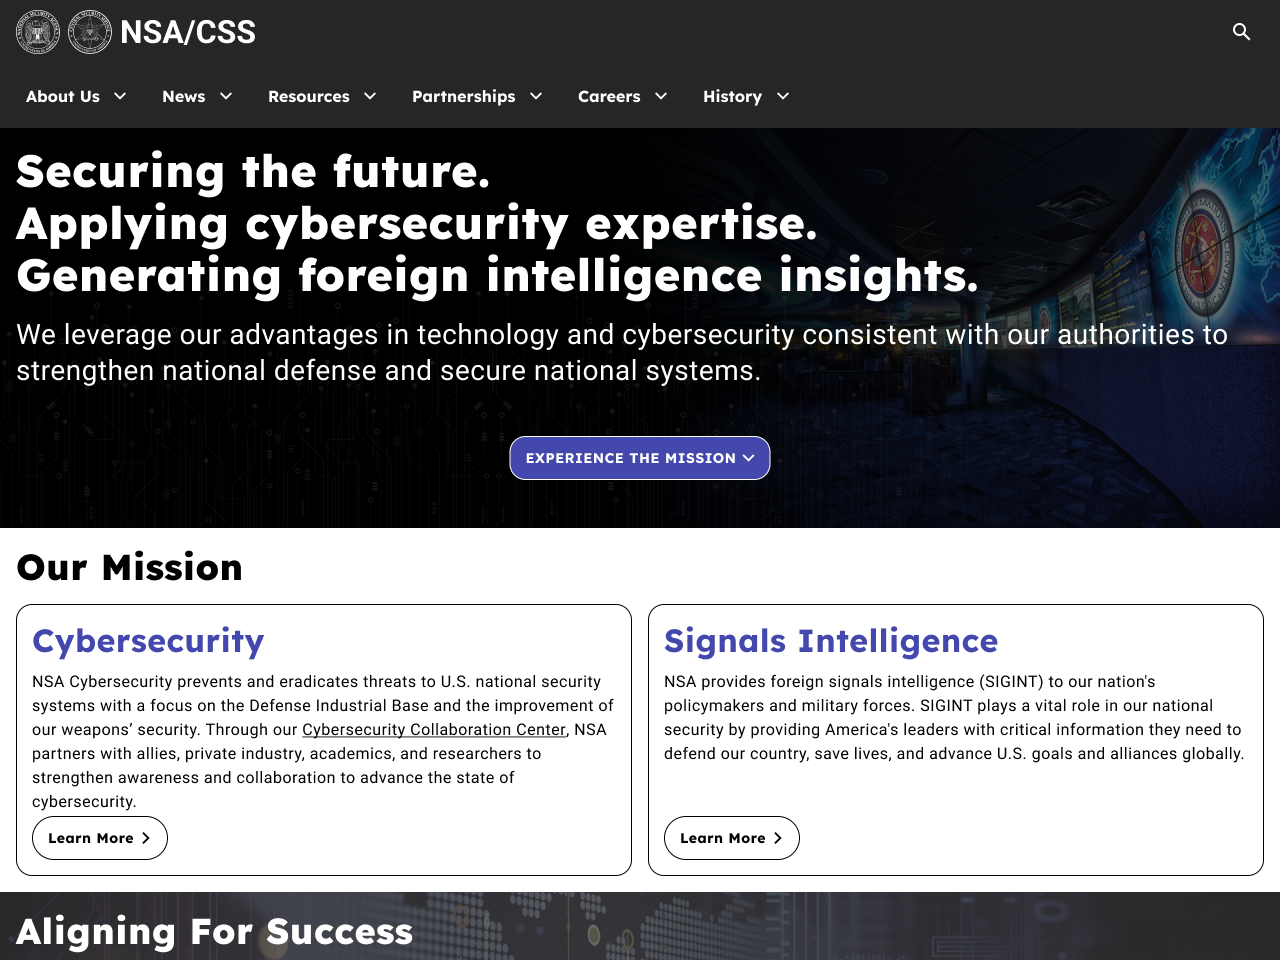 NSA/CSS
About Us
News
Resources
Partnerships
Careers
History
Securing the future.
Applying cybersecurity expertise.
Generating foreign intelligence insights.
We leverage our advantages in technology and cybersecurity consistent with our authorities to
strengthen national defense and secure national systems.
EXPERIENCE THE MISSION
Our Mission
Cybersecurity
NSA Cybersecurity prevents and eradicates threats to U.S. national security
systems with a focus on the Defense Industrial Base and the improvement of
our weapons’ security. Through our Cybersecurity Collaboration Center, NSA
partners with allies, private industry, academics, and researchers to
strengthen awareness and collaboration to advance the state of
cybersecurity.
Learn More
Signals Intelligence
NSA provides foreign signals intelligence (SIGINT) to our nation's
policymakers and military forces. SIGINT plays a vital role in our national
security by providing America's leaders with critical information they need to
defend our country, save lives, and advance U.S. goals and alliances globally.
Learn More
Aligning For Success